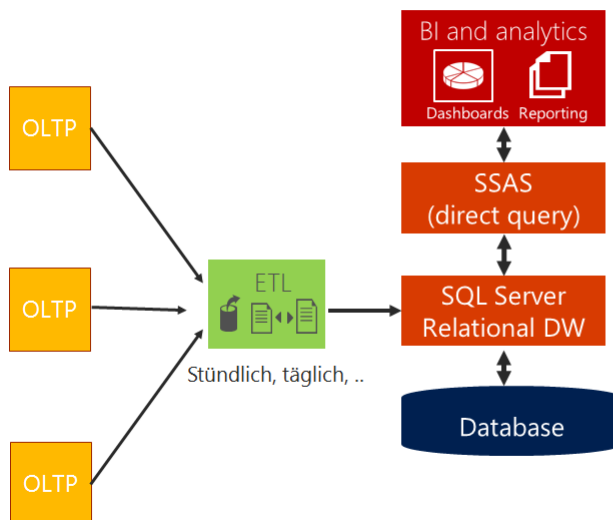 BI and analytics
Dashboards Reporting
OLTP
SSAS
(direct query)
OLTP
ETL
SQL Server
Relational DW
Stündlich, täglich, ..
Database
OLTP